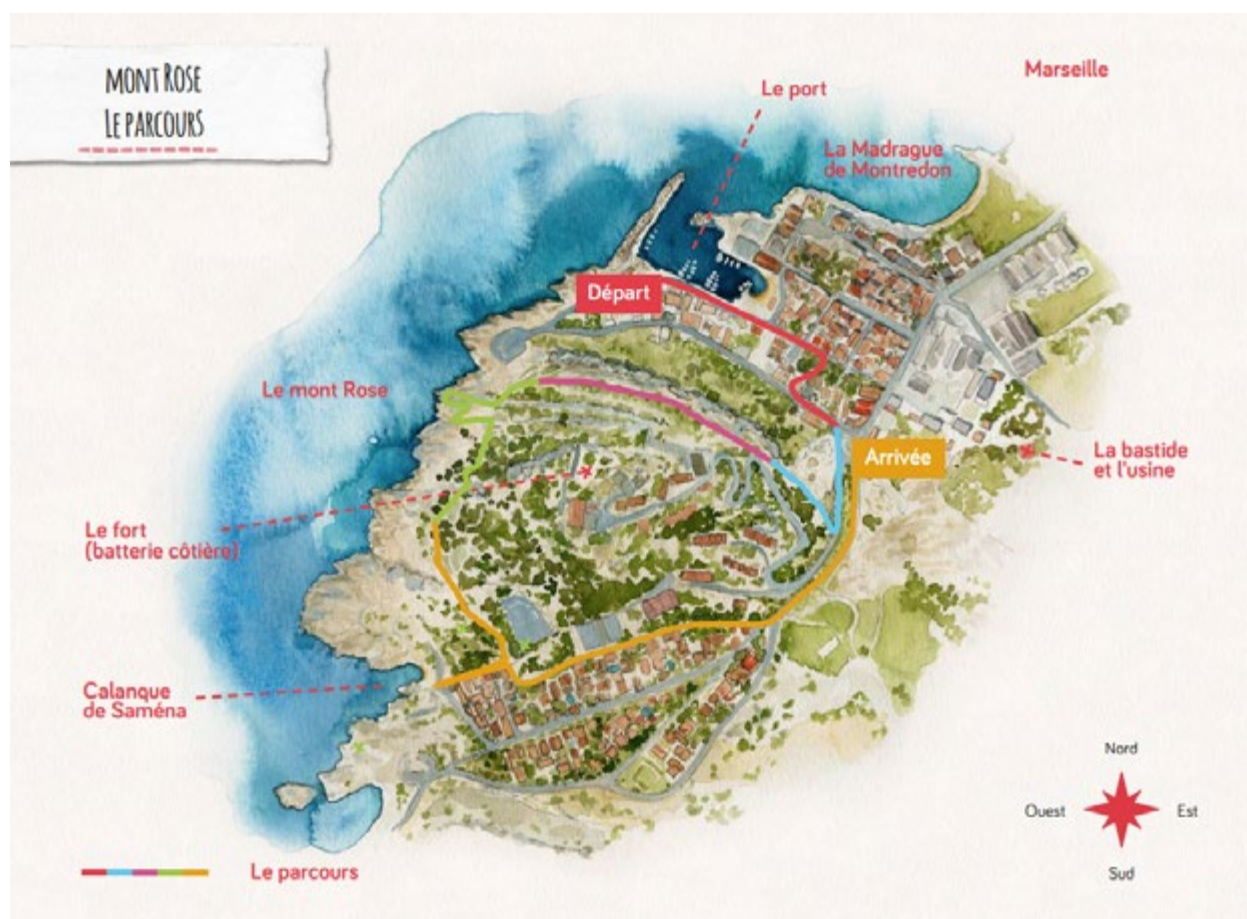 MONT ROSE
LE PARCOURS
Marseille
Le port
La Madrague
de Montredon
Départ
Le mont Rose
Arrivée
La bastide
et l'usine
Le fort
(batterie côtière)
Calanque
de Saména
Nord
Ouest
Est
Sud
Le parcours